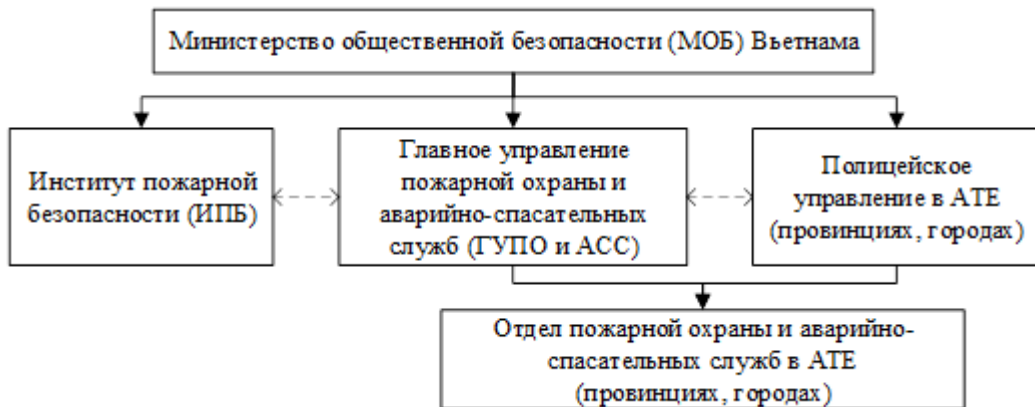 Министерство общественной безопасности (МОБ) Вьетнама
Институт пожарной
безопасности (ИПБ)
Главное управление
пожарной охраны и
аварийно-спасательных
служб (ГУПО и АСС)
Полицейское
управление в АТЕ
(провинциях, городах)
Отдел пожарной охраны и аварийно-
спасательных служб в АТЕ
(провинциях, городах)